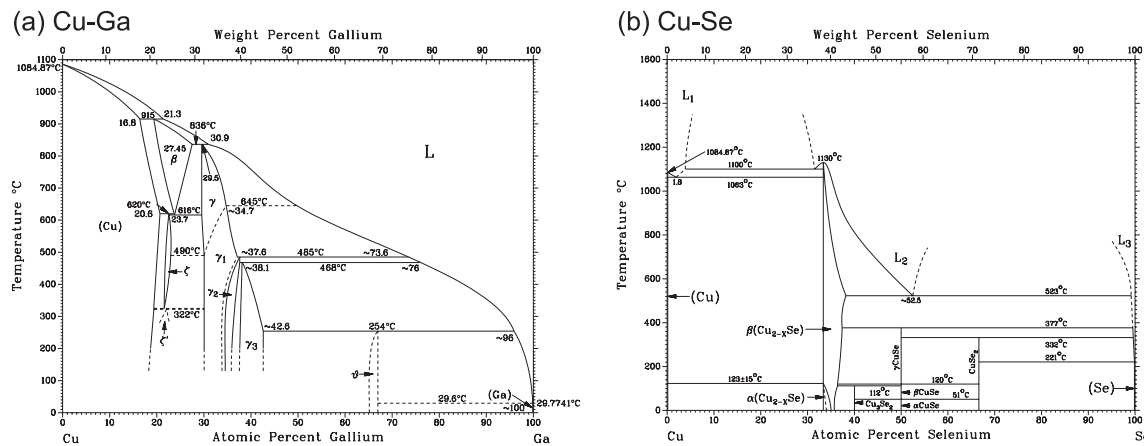 (a) Cu-Ga
Weight Percent Gallium
0 10 20 30 40 50 60 70 80 90 100
1084.87°C
1100
1000
900
800
700
600
500
400
300
200
100
0
Temperature °C
915
21.3
16.8
836°C
30.9
27.45
β
29.5
L
620°C
20.6
616°C
23.7
(Cu)
γ
645°C
~34.7
490°C
ζ
γ₁
~37.6
485°C
~73.6
~38.1
468°C
~76
γ₂
322°C
ζ'
γ₃
~42.6
254°C
~96
ϑ
(Ga)
29.6°C
~100
29.7741°C
0 10 20 30 40 50 60 70 80 90 100
Cu
Atomic Percent Gallium
Ga
(b) Cu-Se
Weight Percent Selenium
0 10 20 30 40 50 60 70 80 90 100
1600
1400
1200
1000
800
600
400
200
0
Temperature °C
L₁
1084.87°C
1100°C
1130°C
1.8
1063°C
L₂
L₃
(Cu)
~52.5
523°C
β(Cu₂₋ₓSe)
377°C
γCuSe
CuSe₂
332°C
221°C
123±15°C
120°C
α(Cu₂₋ₓSe)
112°C
βCuSe
51°C
Cu₃Se₂
αCuSe
(Se)
0 10 20 30 40 50 60 70 80 90 100
Cu
Atomic Percent Selenium
S